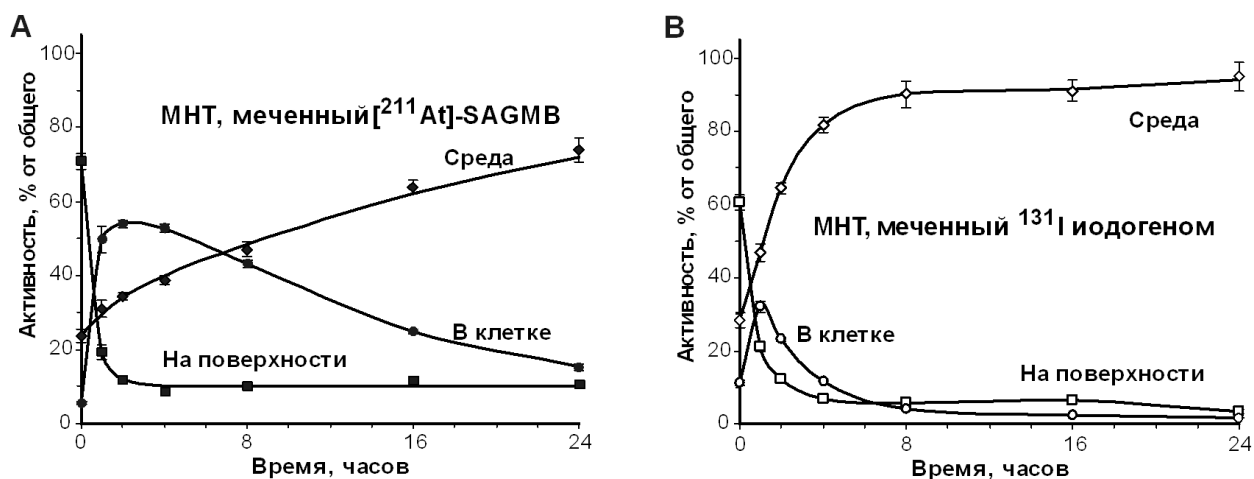 А
Активность, % от общего
100
80
60
40
20
0
МНТ, меченный [²¹¹At]-SAGMB
Среда
В клетке
На поверхности
0 8 16 24
Время, часов
В
Активность, % от общего
100
80
60
40
20
0
Среда
МНТ, меченный ¹³¹I иодогеном
В клетке
На поверхности
0 8 16 24
Время, часов